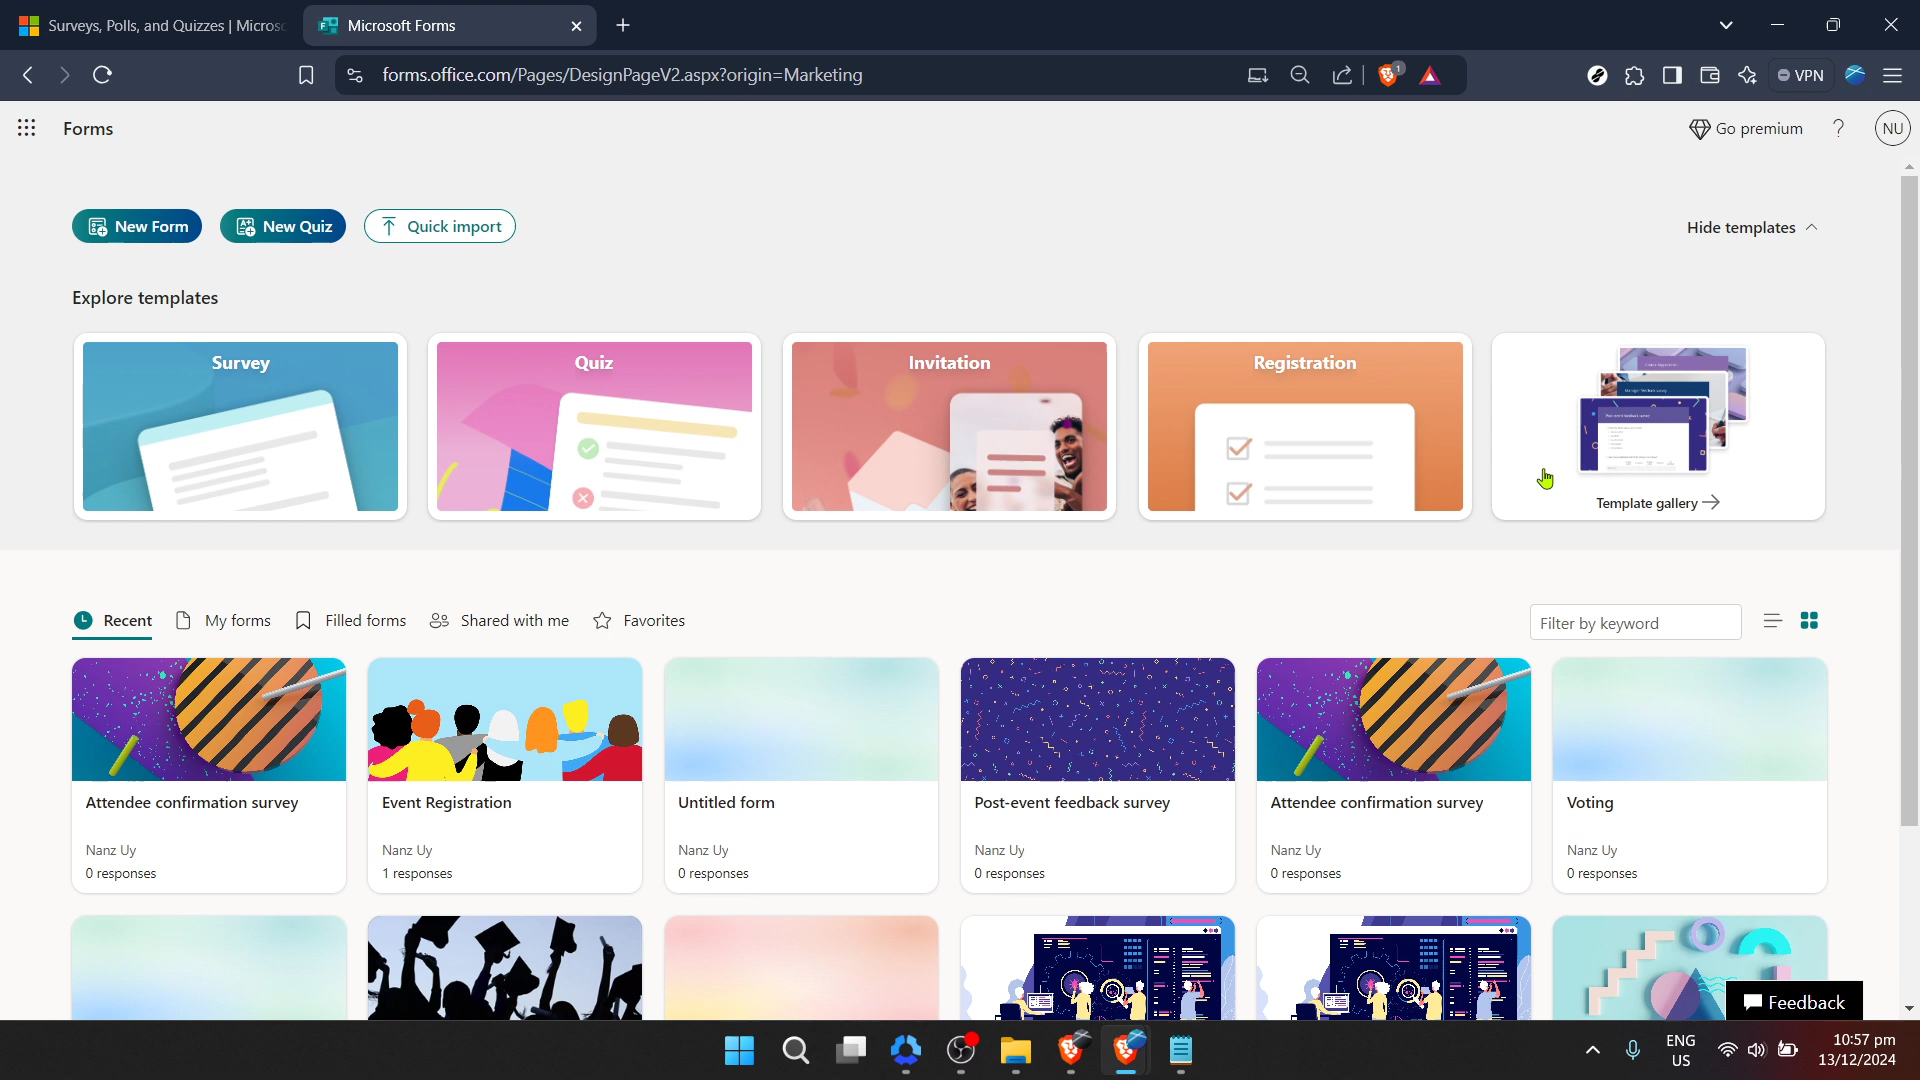 Surveys, Polls, and Quizzes | Microso
Microsoft Forms
forms.office.com/Pages/DesignPageV2.aspx?origin=Marketing
1
VPN
Forms
Go premium
?
NU
New Form
New Quiz
Quick import
Hide templates
Explore templates
Survey
Quiz
Invitation
Registration
Template gallery
Recent
My forms
Filled forms
Shared with me
Favorites
Filter by keyword
Attendee confirmation survey
Nanz Uy
0 responses
Event Registration
Nanz Uy
1 responses
Untitled form
Nanz Uy
0 responses
Post-event feedback survey
Nanz Uy
0 responses
Attendee confirmation survey
Nanz Uy
0 responses
Voting
Nanz Uy
0 responses
Feedback
ENG
US
10:57 pm
13/12/2024